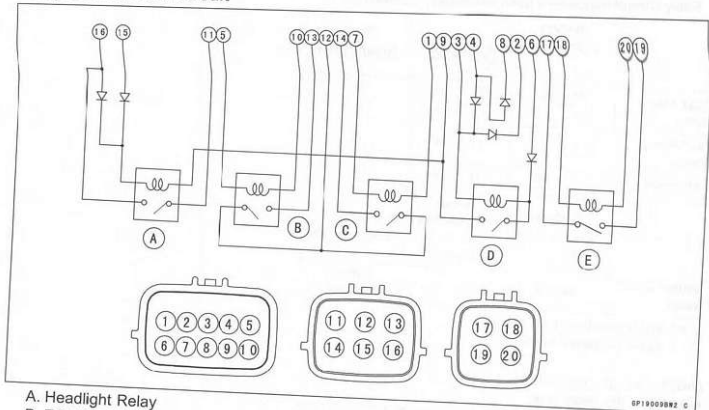 16 15 11 5 10 13 12 14 7 1 9 3 4 8 2 6 17 18 20 19
A B C D E
1 2 3 4 5 11 12 13 17 18
6 7 8 9 10 14 15 16 19 20
GP190098W2 C
A. Headlight Relay